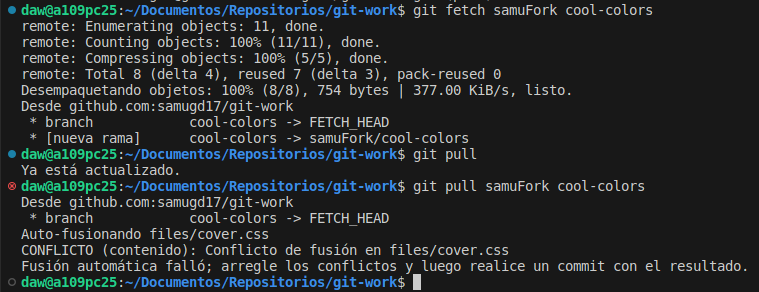 daw@a109pc25:~/Documentos/Repositorios/git-work$ git fetch samuFork cool-colors
remote: Enumerating objects: 11, done.
remote: Counting objects: 100% (11/11), done.
remote: Compressing objects: 100% (5/5), done.
remote: Total 8 (delta 4), reused 7 (delta 3), pack-reused 0
Desempaquetando objetos: 100% (8/8), 754 bytes | 377.00 KiB/s, listo.
Desde github.com:samugd17/git-work
 * branch            cool-colors -> FETCH_HEAD
 * [nueva rama]      cool-colors -> samuFork/cool-colors
daw@a109pc25:~/Documentos/Repositorios/git-work$ git pull
Ya está actualizado.
daw@a109pc25:~/Documentos/Repositorios/git-work$ git pull samuFork cool-colors
Desde github.com:samugd17/git-work
 * branch            cool-colors -> FETCH_HEAD
Auto-fusionando files/cover.css
CONFLICTO (contenido): Conflicto de fusión en files/cover.css
Fusión automática falló; arregle los conflictos y luego realice un commit con el resultado.
daw@a109pc25:~/Documentos/Repositorios/git-work$